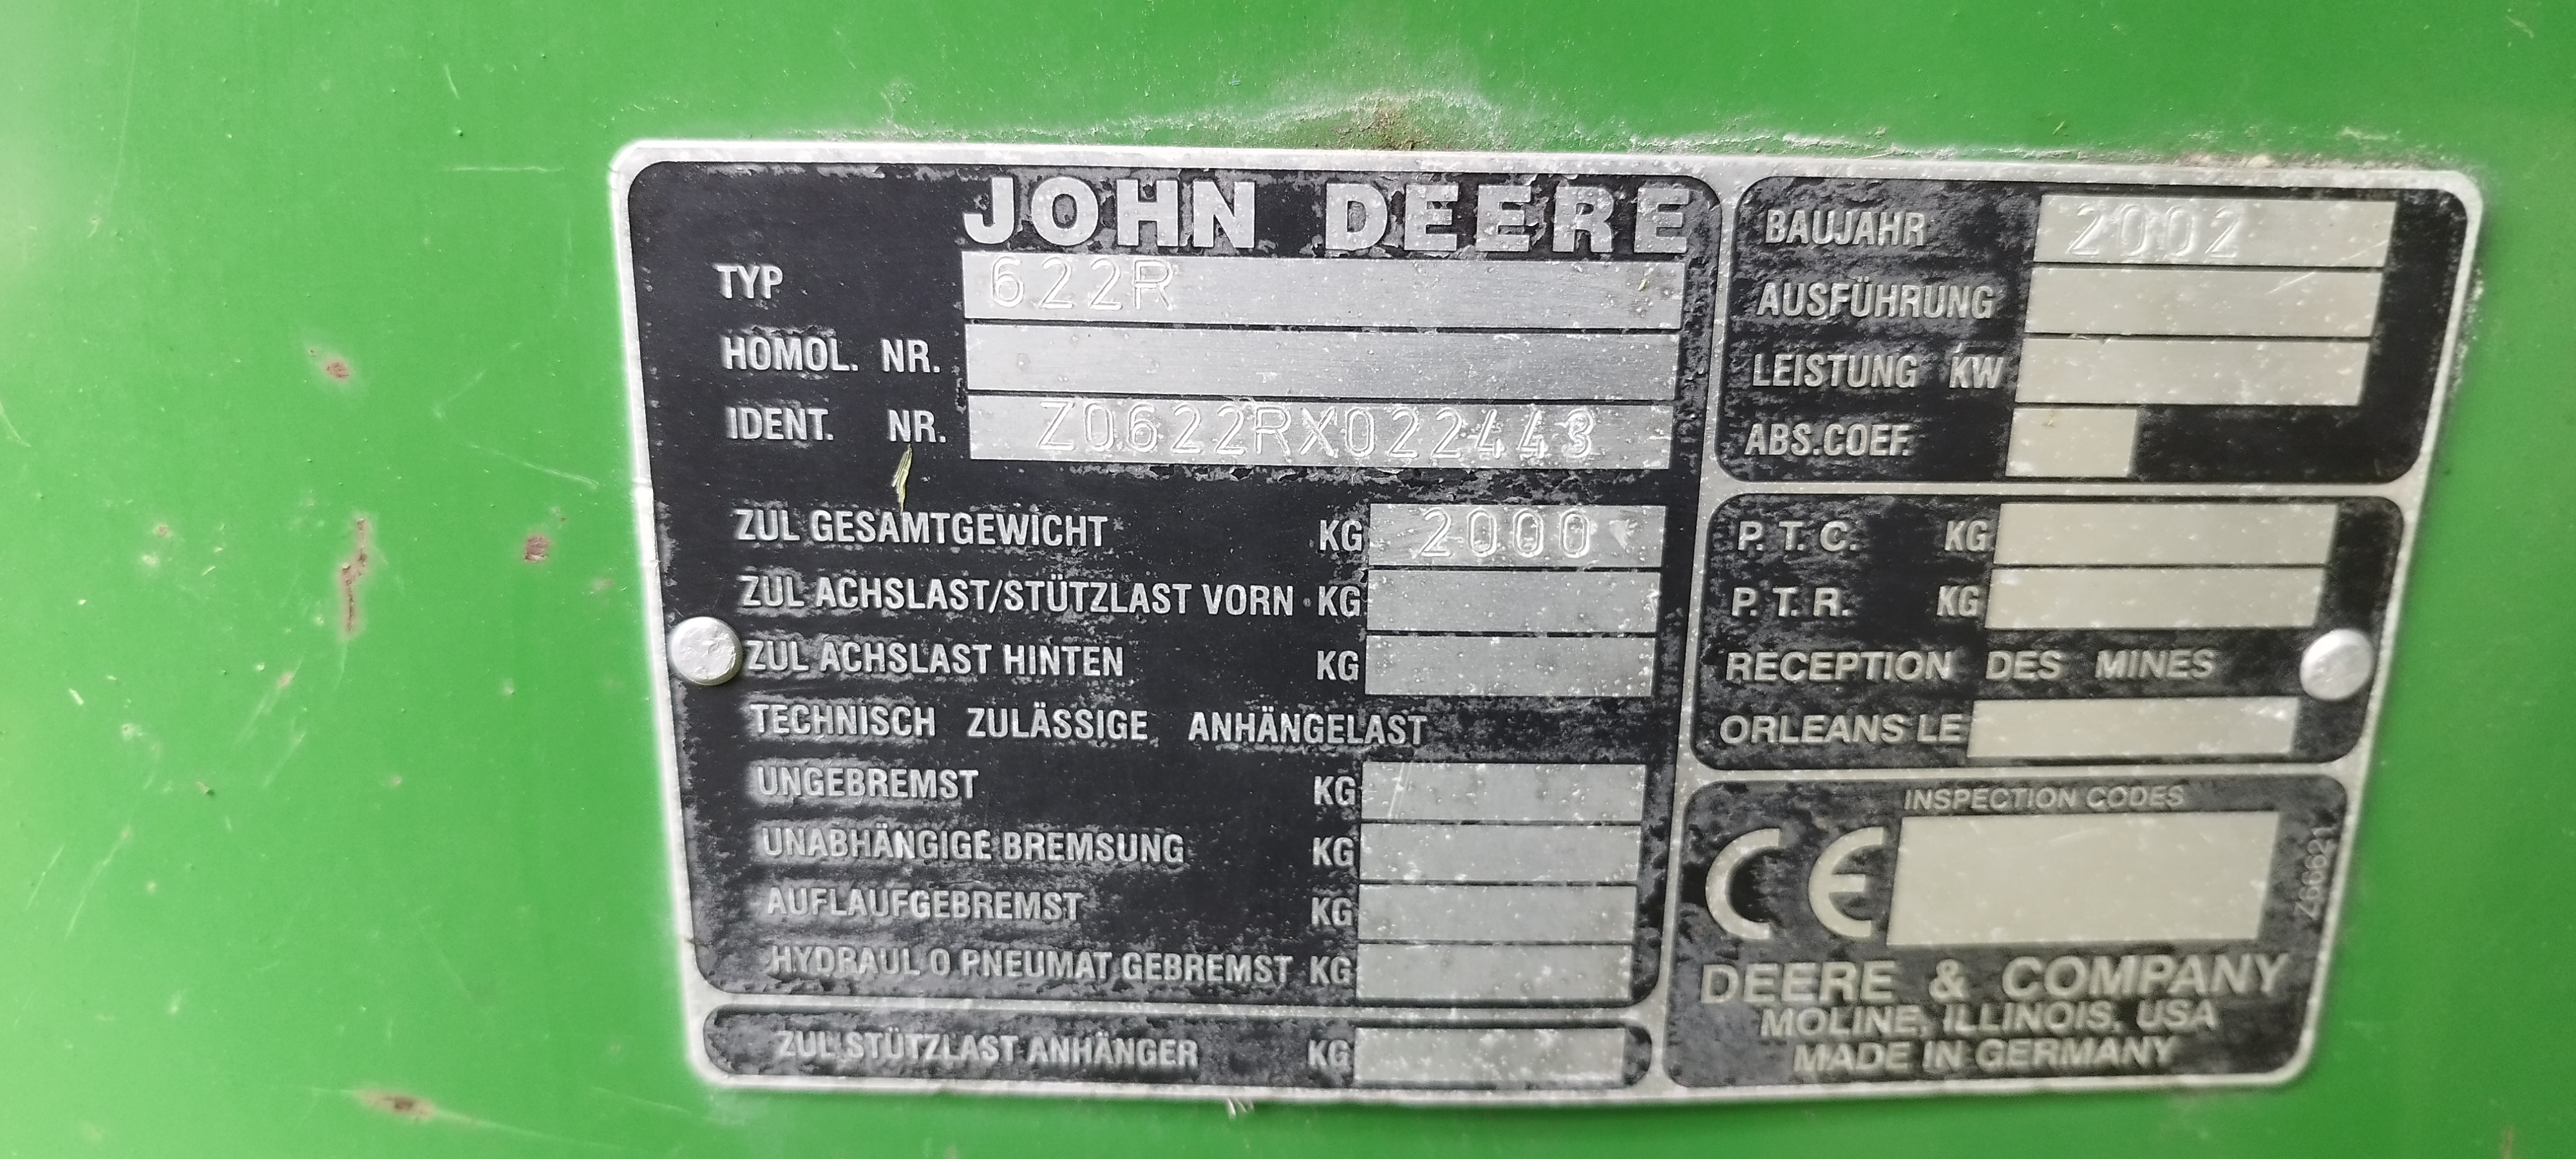 JOHN DEERE
TYP 622R
HOMOL. NR.
IDENT. NR. Z0622RX022443
ZUL GESAMTGEWICHT KG 2000
ZUL ACHSLAST/STÜTZLAST VORN KG
ZUL ACHSLAST HINTEN KG
TECHNISCH ZULÄSSIGE ANHÄNGELAST
UNGEBREMST KG
UNABHÄNGIGE BREMSUNG KG
AUFLAUFGEBREMST KG
HYDRAUL O PNEUMAT GEBREMST KG
ZUL STÜTZLAST ANHÄNGER KG
BAUJAHR 2002
AUSFÜHRUNG
LEISTUNG KW
ABS.COEF.
P. T. C. KG
P. T. R. KG
RECEPTION DES MINES
ORLEANS LE
INSPECTION CODES
CE
Z66621
DEERE & COMPANY
MOLINE, ILLINOIS, USA
MADE IN GERMANY